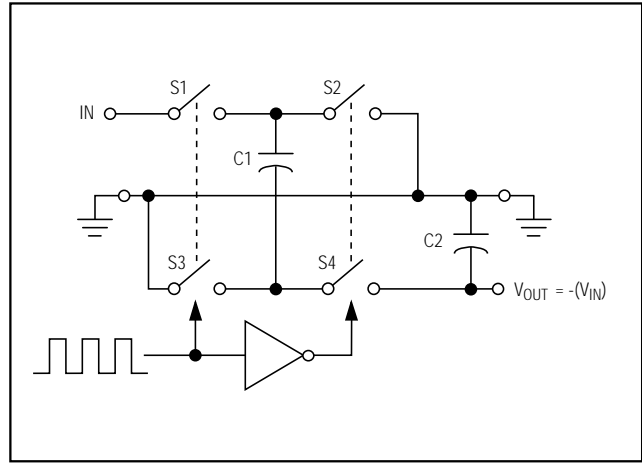 S1
S2
IN
C1
S3
S4
C2
VOUT = -(VIN)